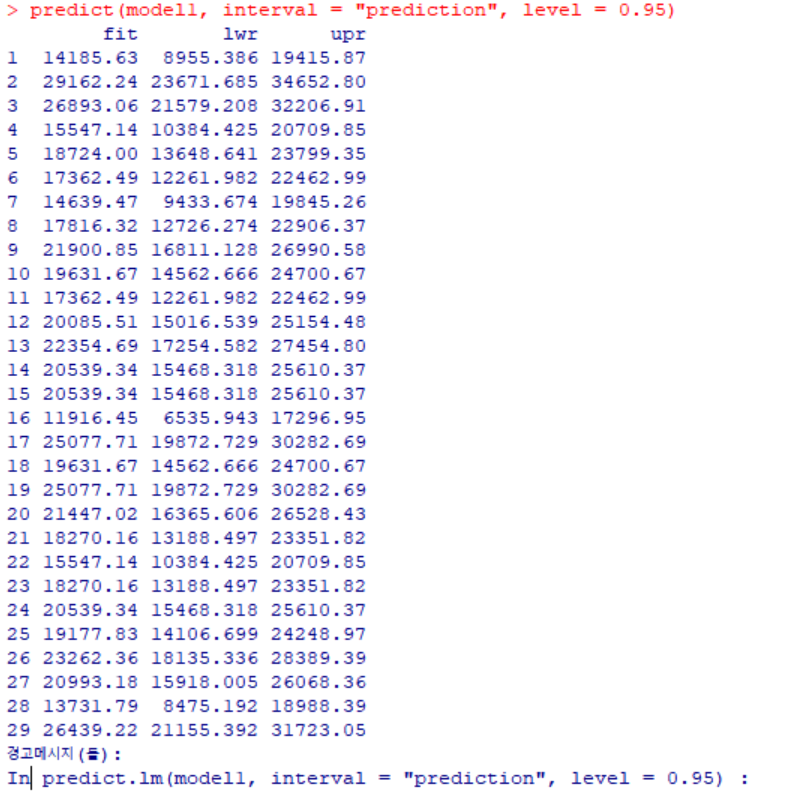 > predict(model1, interval = "prediction", level = 0.95)
fit lwr upr
1 14185.63 8955.386 19415.87
2 29162.24 23671.685 34652.80
3 26893.06 21579.208 32206.91
4 15547.14 10384.425 20709.85
5 18724.00 13648.641 23799.35
6 17362.49 12261.982 22462.99
7 14639.47 9433.674 19845.26
8 17816.32 12726.274 22906.37
9 21900.85 16811.128 26990.58
10 19631.67 14562.666 24700.67
11 17362.49 12261.982 22462.99
12 20085.51 15016.539 25154.48
13 22354.69 17254.582 27454.80
14 20539.34 15468.318 25610.37
15 20539.34 15468.318 25610.37
16 11916.45 6535.943 17296.95
17 25077.71 19872.729 30282.69
18 19631.67 14562.666 24700.67
19 25077.71 19872.729 30282.69
20 21447.02 16365.606 26528.43
21 18270.16 13188.497 23351.82
22 15547.14 10384.425 20709.85
23 18270.16 13188.497 23351.82
24 20539.34 15468.318 25610.37
25 19177.83 14106.699 24248.97
26 23262.36 18135.336 28389.39
27 20993.18 15918.005 26068.36
28 13731.79 8475.192 18988.39
29 26439.22 21155.392 31723.05
경고메시지(들):
In predict.lm(model1, interval = "prediction", level = 0.95) :